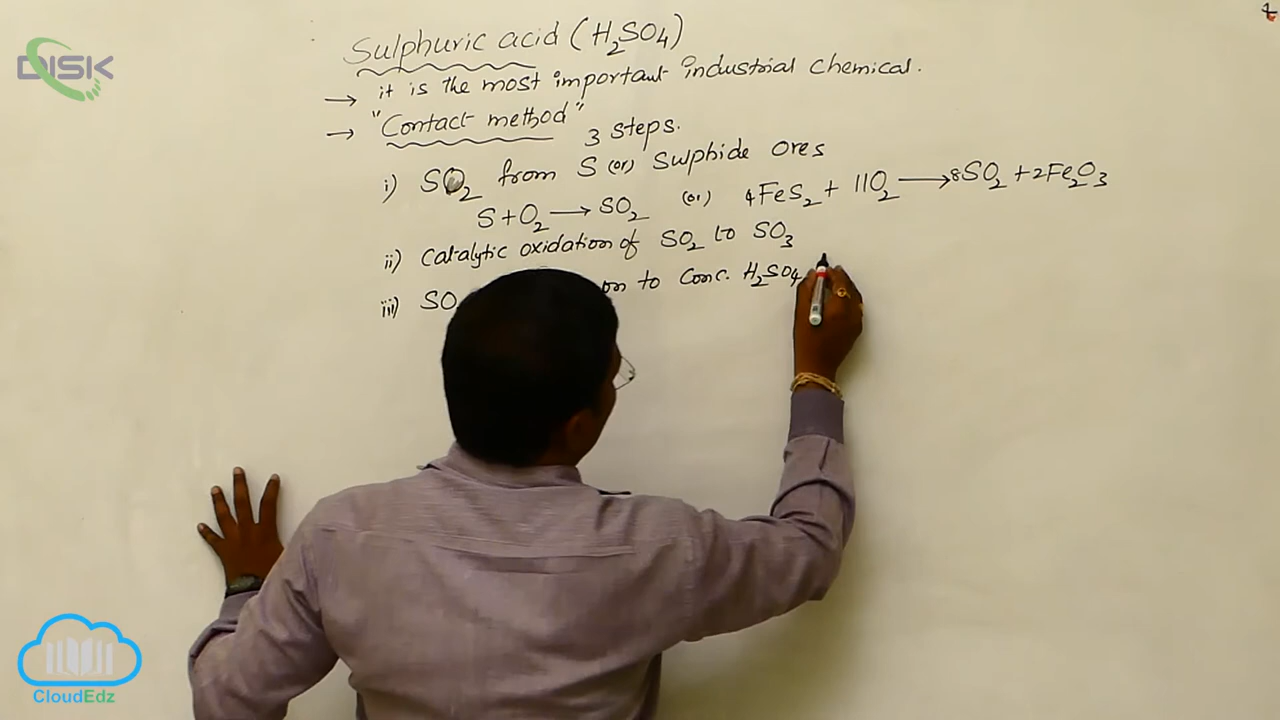 DISK
Sulphuric acid (H₂SO₄)
→ it is the most important industrial chemical.
→ "Contact method" 3 steps.
i) SO₂ from S (or) Sulphide Ores
S + O₂ → SO₂ (or) 4FeS₂ + 11O₂ → 8SO₂ + 2Fe₂O₃
ii) Catalytic oxidation of SO₂ to SO₃
iii) SO to Conc. H₂SO₄
CloudEdz